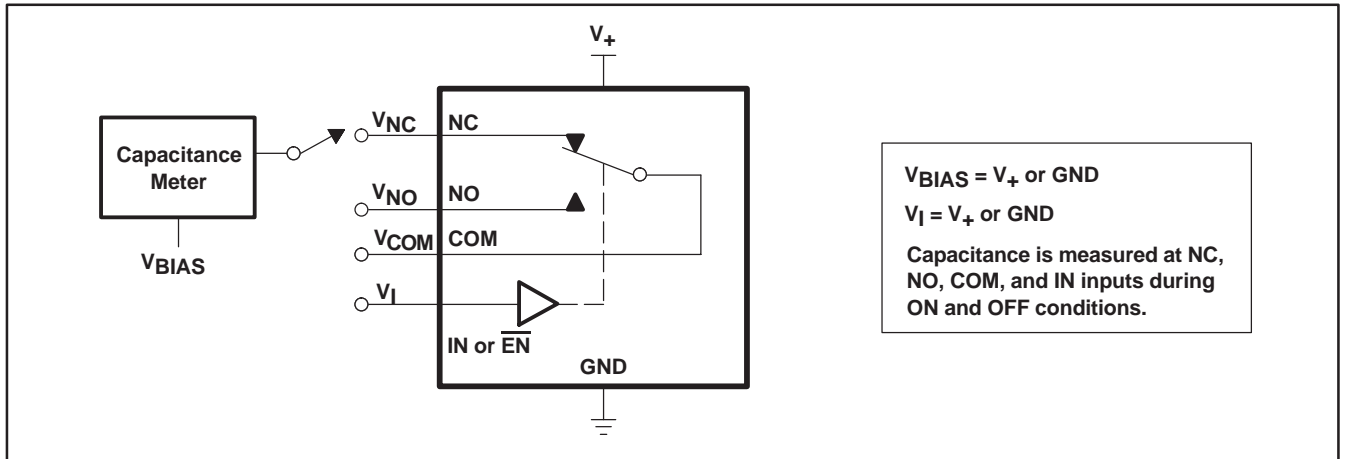 V+
VNC
NC
Capacitance
Meter
VBIAS
VNO
NO
VCOM
COM
VI
IN or EN
GND
VBIAS = V+ or GND
VI = V+ or GND
Capacitance is measured at NC,
NO, COM, and IN inputs during
ON and OFF conditions.